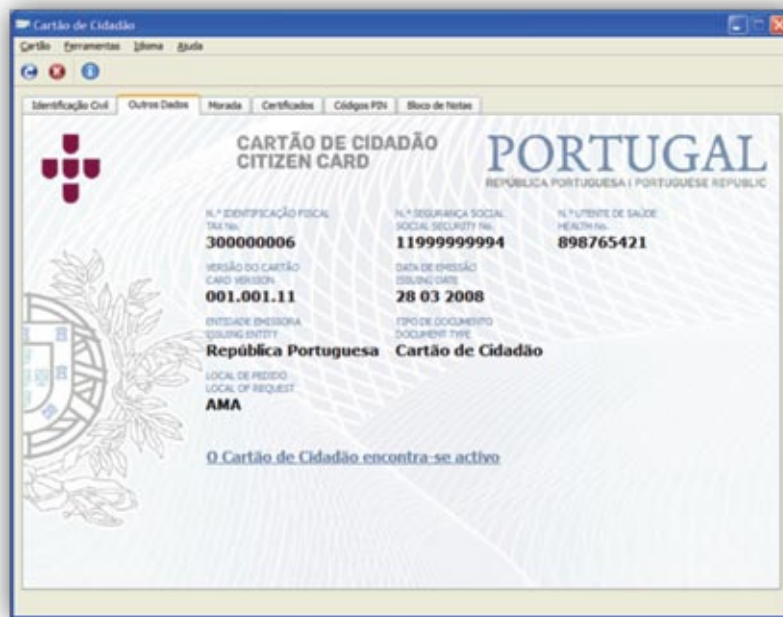 Cartão de Cidadão
Cartão Ferramentas Idioma Ajuda
Identificação Civil Outros Dados Morada Certificados Códigos PIN Bloco de Notas
CARTÃO DE CIDADÃO
CITIZEN CARD
PORTUGAL
REPÚBLICA PORTUGUESA | PORTUGUESE REPUBLIC
N.º IDENTIFICAÇÃO FISCAL N.º SEGURANÇA SOCIAL N.º UTENTE DE SAÚDE
TAX No. SOCIAL SECURITY No. HEALTH No.
300000006 11999999994 898765421
VERSÃO DO CARTÃO DATA DE EMISSÃO
CARD VERSION ISSUING DATE
001.001.11 28 03 2008
ENTIDADE EMISSORA TIPO DE DOCUMENTO
ISSUING ENTITY DOCUMENT TYPE
República Portuguesa Cartão de Cidadão
LOCAL DE PEDIDO
LOCAL OF REQUEST
AMA
O Cartão de Cidadão encontra-se activo